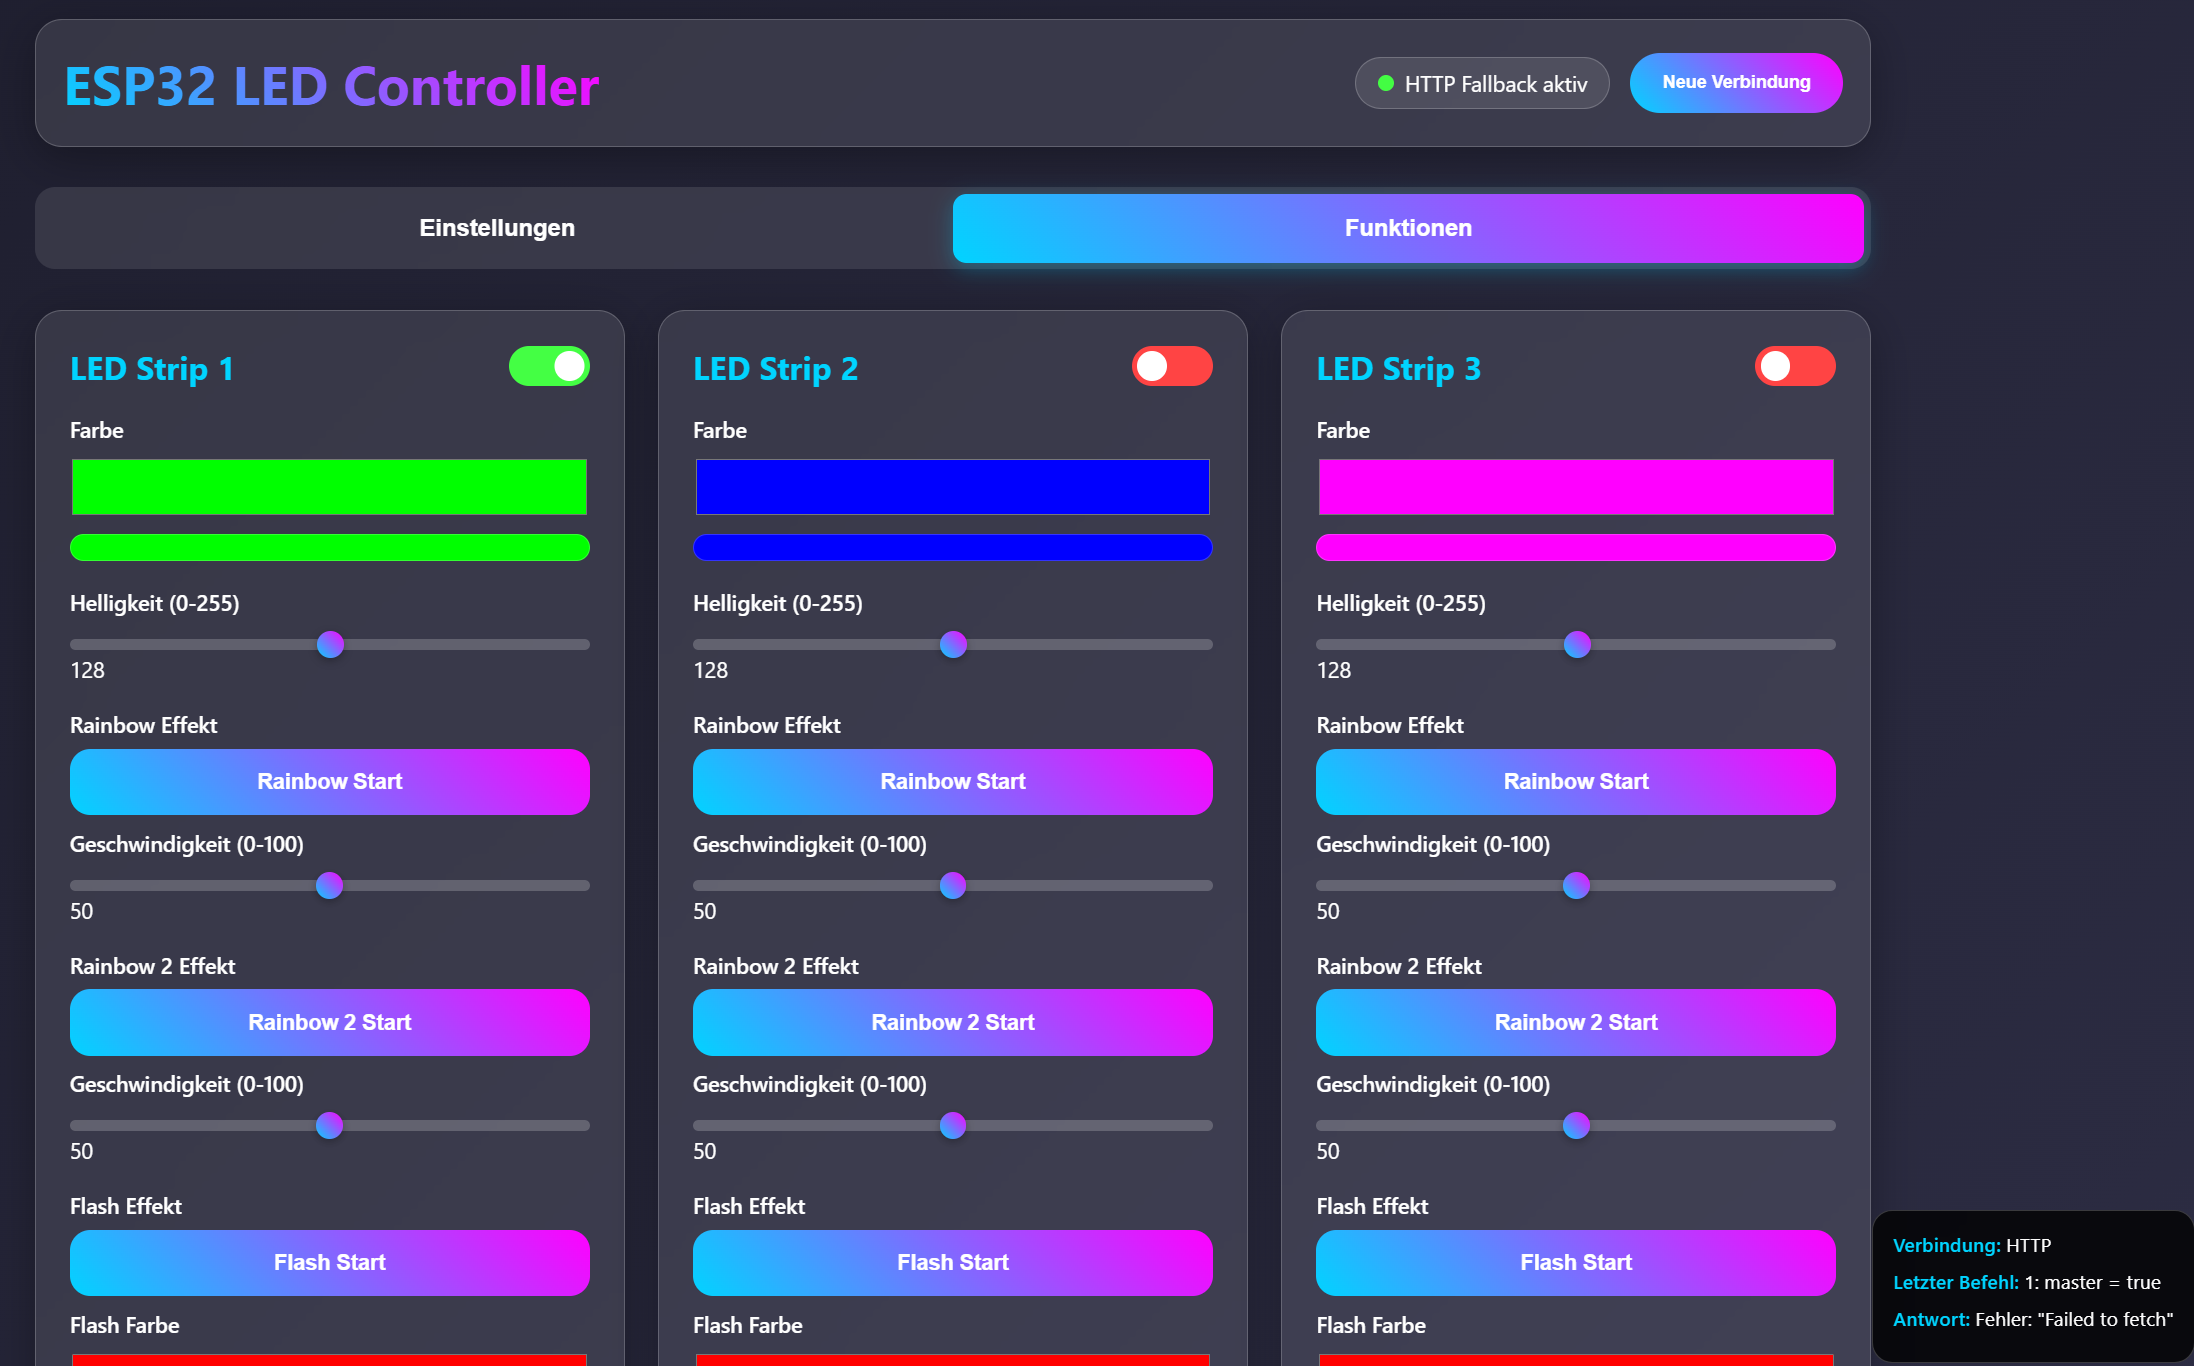 ESP32 LED Controller
HTTP Fallback aktiv
Neue Verbindung
Einstellungen
Funktionen
LED Strip 1
Farbe
Helligkeit (0-255)
128
Rainbow Effekt
Rainbow Start
Geschwindigkeit (0-100)
50
Rainbow 2 Effekt
Rainbow 2 Start
Geschwindigkeit (0-100)
50
Flash Effekt
Flash Start
Flash Farbe
LED Strip 2
Farbe
Helligkeit (0-255)
128
Rainbow Effekt
Rainbow Start
Geschwindigkeit (0-100)
50
Rainbow 2 Effekt
Rainbow 2 Start
Geschwindigkeit (0-100)
50
Flash Effekt
Flash Start
Flash Farbe
LED Strip 3
Farbe
Helligkeit (0-255)
128
Rainbow Effekt
Rainbow Start
Geschwindigkeit (0-100)
50
Rainbow 2 Effekt
Rainbow 2 Start
Geschwindigkeit (0-100)
50
Flash Effekt
Flash Start
Flash Farbe
Verbindung: HTTP
Letzter Befehl: 1: master = true
Antwort: Fehler: "Failed to fetch"